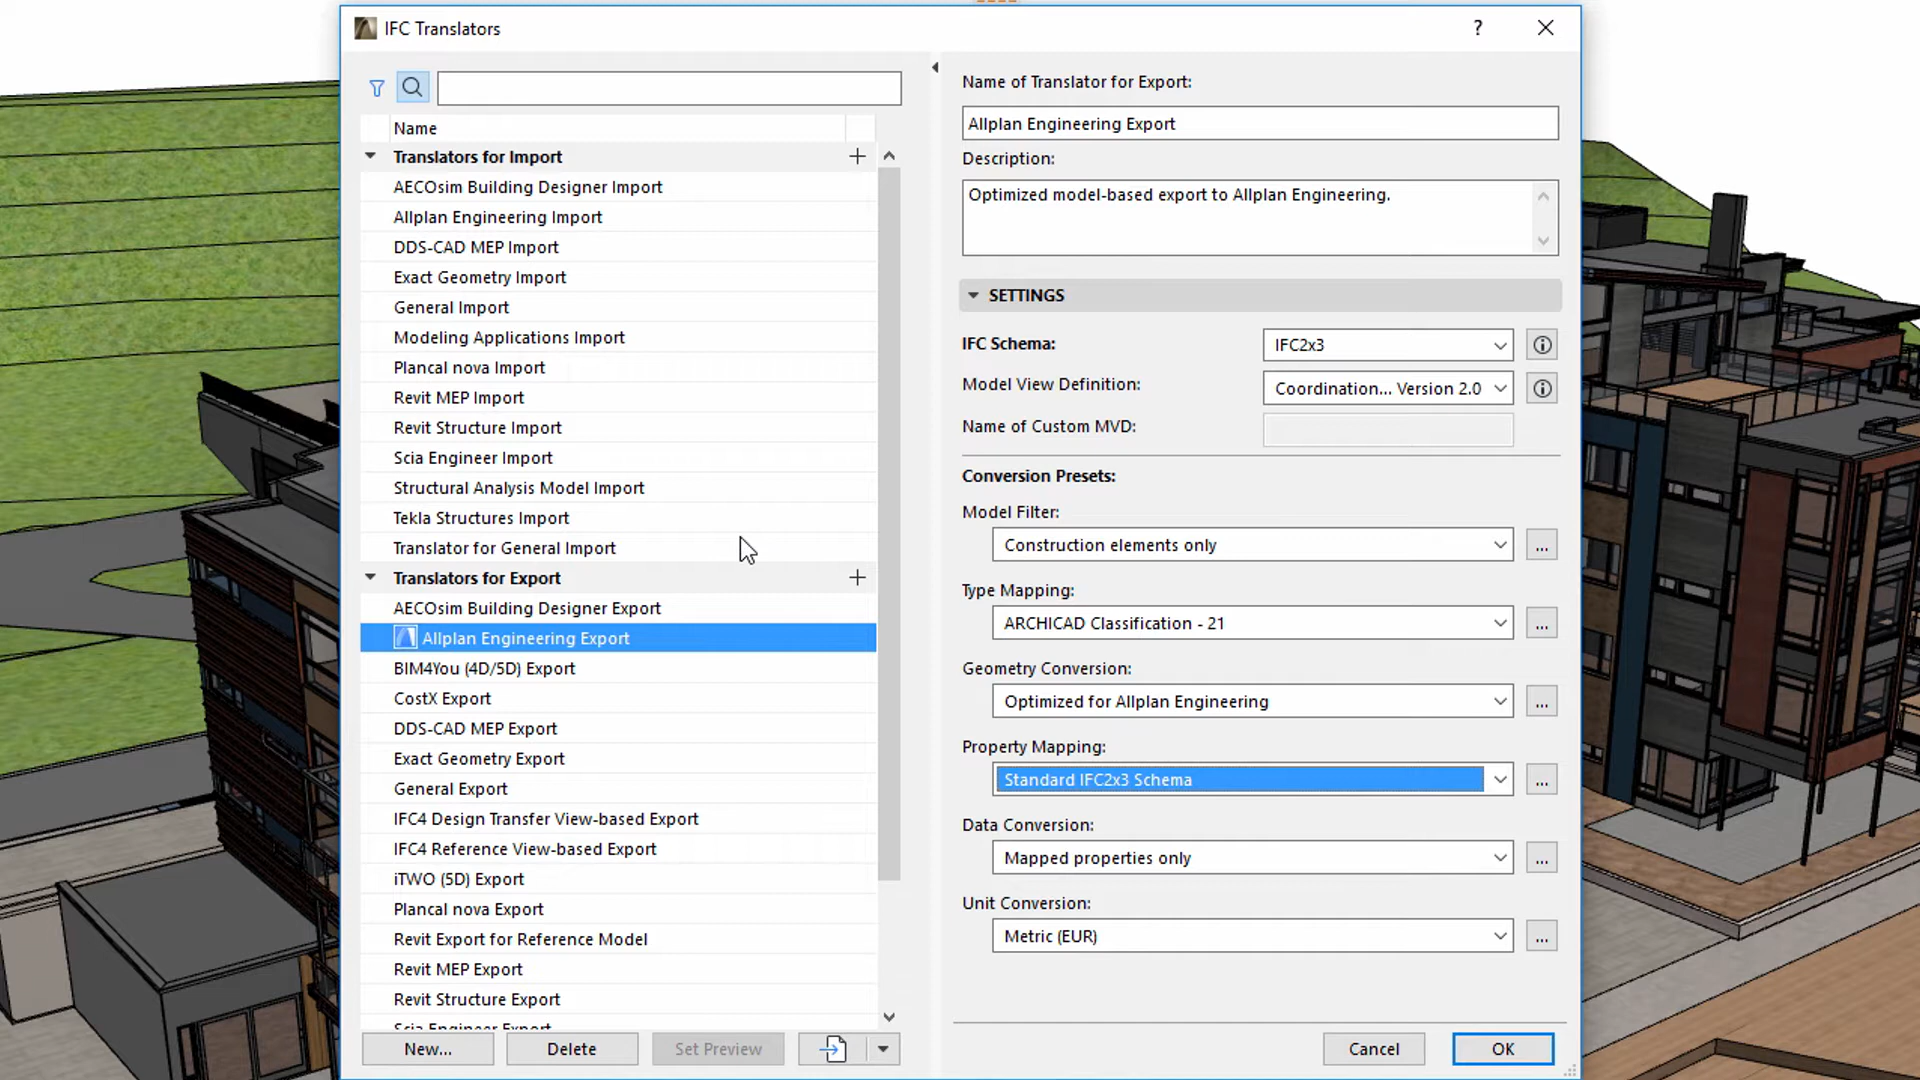 IFC Translators
?
Name
Translators for Import
AECOsim Building Designer Import
Allplan Engineering Import
DDS-CAD MEP Import
Exact Geometry Import
General Import
Modeling Applications Import
Plancal nova Import
Revit MEP Import
Revit Structure Import
Scia Engineer Import
Structural Analysis Model Import
Tekla Structures Import
Translator for General Import
Translators for Export
AECOsim Building Designer Export
Allplan Engineering Export
BIM4You (4D/5D) Export
CostX Export
DDS-CAD MEP Export
Exact Geometry Export
General Export
IFC4 Design Transfer View-based Export
IFC4 Reference View-based Export
iTWO (5D) Export
Plancal nova Export
Revit Export for Reference Model
Revit MEP Export
Revit Structure Export
Scia Engineer Export
New...
Delete
Set Preview
Name of Translator for Export:
Allplan Engineering Export
Description:
Optimized model-based export to Allplan Engineering.
SETTINGS
IFC Schema:
IFC2x3
Model View Definition:
Coordination... Version 2.0
Name of Custom MVD:
Conversion Presets:
Model Filter:
Construction elements only
...
Type Mapping:
ARCHICAD Classification - 21
...
Geometry Conversion:
Optimized for Allplan Engineering
...
Property Mapping:
Standard IFC2x3 Schema
...
Data Conversion:
Mapped properties only
...
Unit Conversion:
Metric (EUR)
...
Cancel
OK